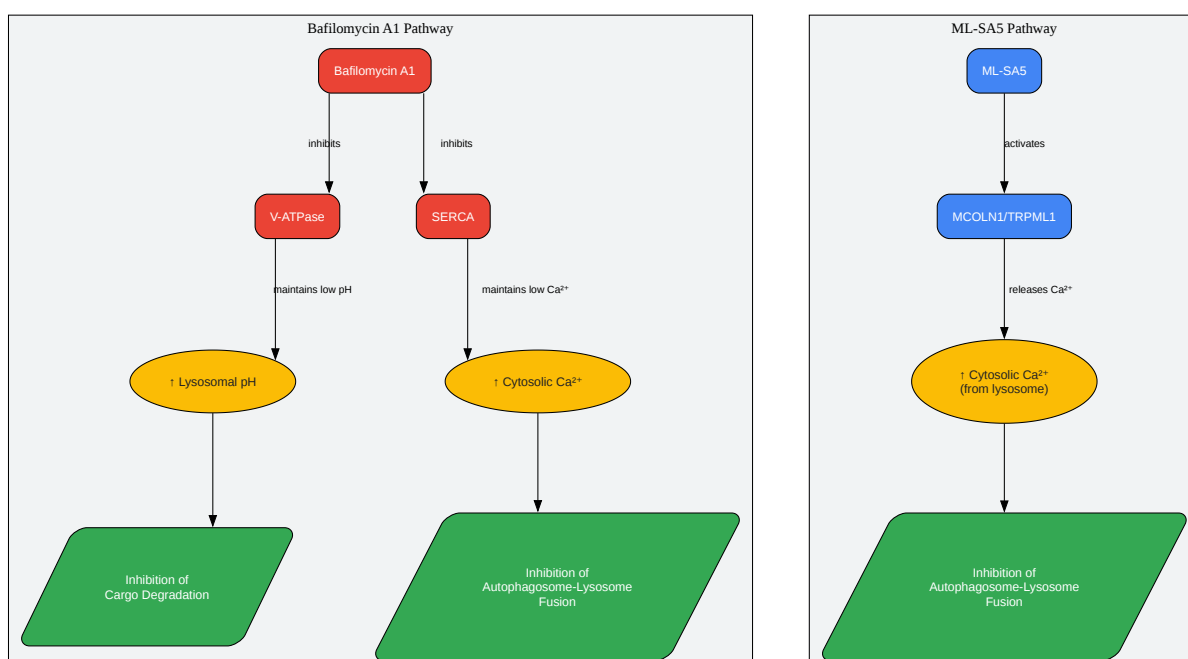 Bafilomycin A1 Pathway
Bafilomycin A1
inhibits
inhibits
V-ATPase
SERCA
maintains low pH
maintains low Ca²⁺
↑ Lysosomal pH
↑ Cytosolic Ca²⁺
Inhibition of
Cargo Degradation
Inhibition of
Autophagosome-Lysosome
Fusion
ML-SA5 Pathway
ML-SA5
activates
MCOLN1/TRPML1
releases Ca²⁺
↑ Cytosolic Ca²⁺
(from lysosome)
Inhibition of
Autophagosome-Lysosome
Fusion